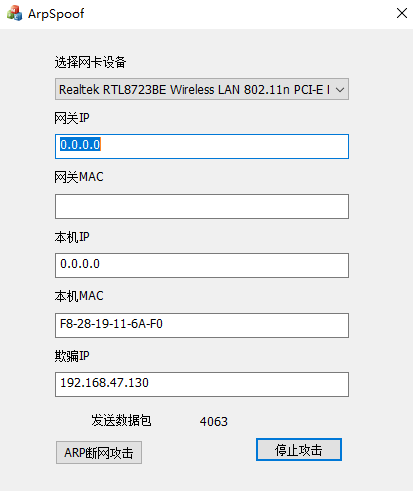 ArpSpoof
选择网卡设备
Realtek RTL8723BE Wireless LAN 802.11n PCI-E
网关IP
0.0.0.0
网关MAC
本机IP
0.0.0.0
本机MAC
F8-28-19-11-6A-F0
欺骗IP
192.168.47.130
发送数据包 4063
ARP断网攻击 停止攻击